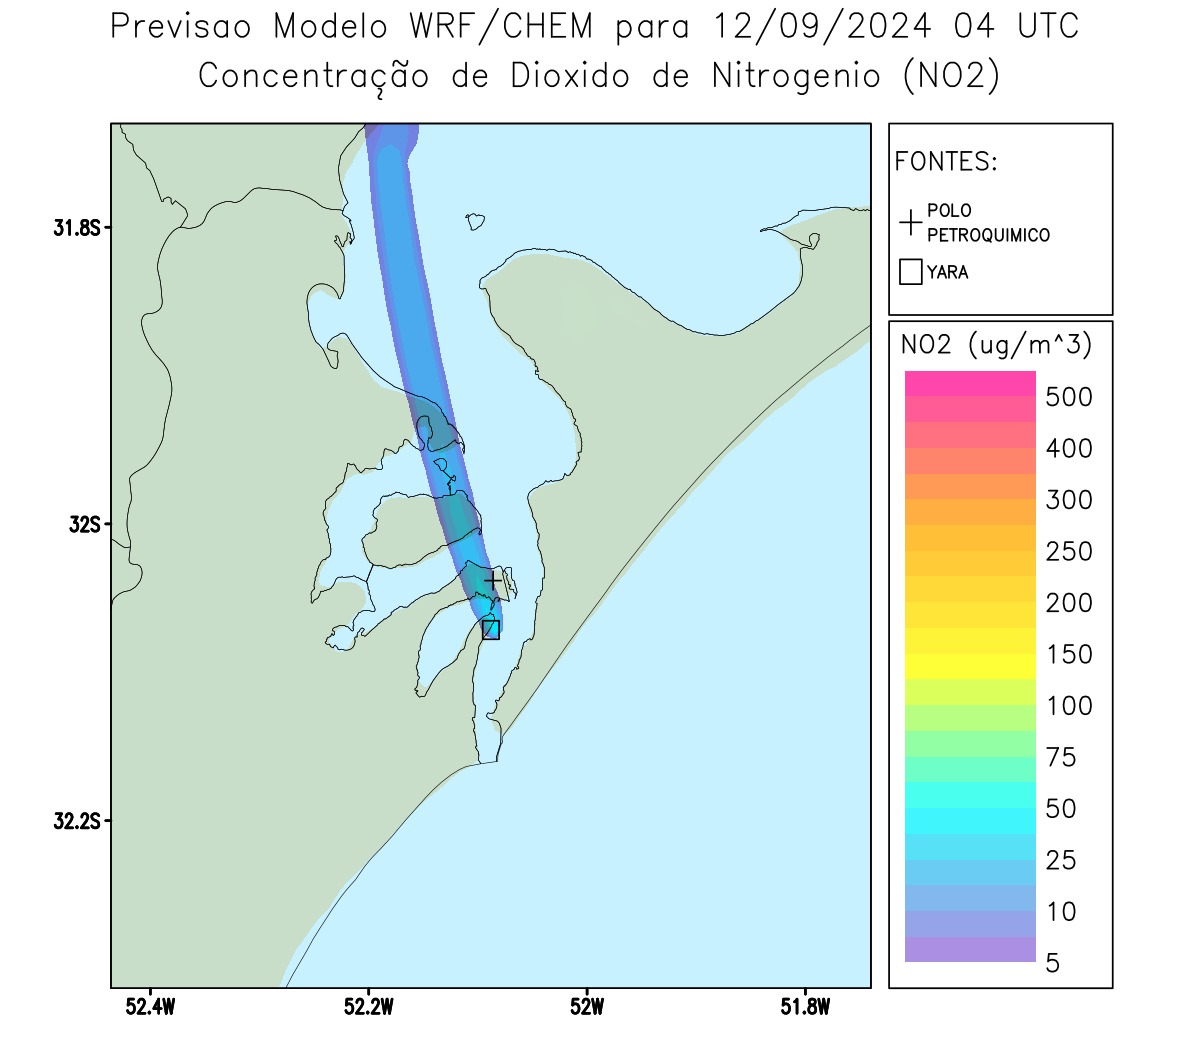 Previsao Modelo WRF/CHEM para 12/09/2024 04 UTC
Concentração de Dioxido de Nitrogenio (NO2)
FONTES:
POLO
PETROQUIMICO
YARA
NO2 (ug/m^3)
500
400
300
250
200
150
100
75
50
25
10
5
31.8S
32S
32.2S
52.4W
52.2W
52W
51.8W